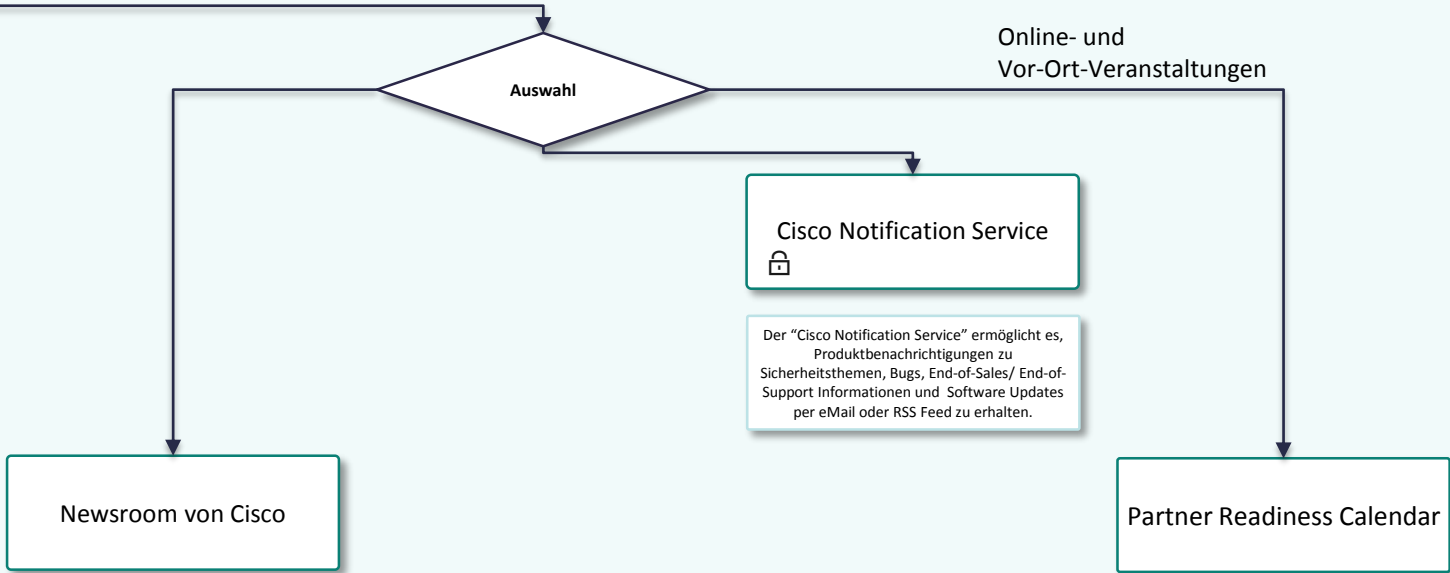 Online- und
Vor-Ort-Veranstaltungen
Auswahl
Cisco Notification Service
Der “Cisco Notification Service” ermöglicht es,
Produktbenachrichtigungen zu
Sicherheitsthemen, Bugs, End-of-Sales/ End-of-
Support Informationen und  Software Updates
per eMail oder RSS Feed zu erhalten.
Newsroom von Cisco
Partner Readiness Calendar